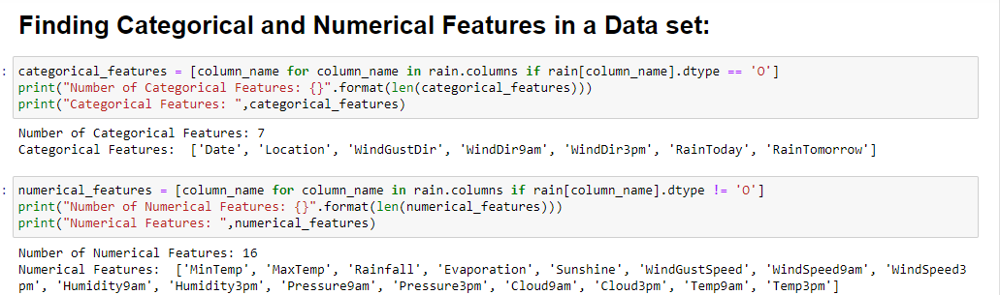 Finding Categorical and Numerical Features in a Data set:
: categorical_features = [column_name for column_name in rain.columns if rain[column_name].dtype == 'O']
print("Number of Categorical Features: {}".format(len(categorical_features)))
print("Categorical Features: ",categorical_features)
Number of Categorical Features: 7
Categorical Features:  ['Date', 'Location', 'WindGustDir', 'WindDir9am', 'WindDir3pm', 'RainToday', 'RainTomorrow']
: numerical_features = [column_name for column_name in rain.columns if rain[column_name].dtype != 'O']
print("Number of Numerical Features: {}".format(len(numerical_features)))
print("Numerical Features: ",numerical_features)
Number of Numerical Features: 16
Numerical Features:  ['MinTemp', 'MaxTemp', 'Rainfall', 'Evaporation', 'Sunshine', 'WindGustSpeed', 'WindSpeed9am', 'WindSpeed3
pm', 'Humidity9am', 'Humidity3pm', 'Pressure9am', 'Pressure3pm', 'Cloud9am', 'Cloud3pm', 'Temp9am', 'Temp3pm']